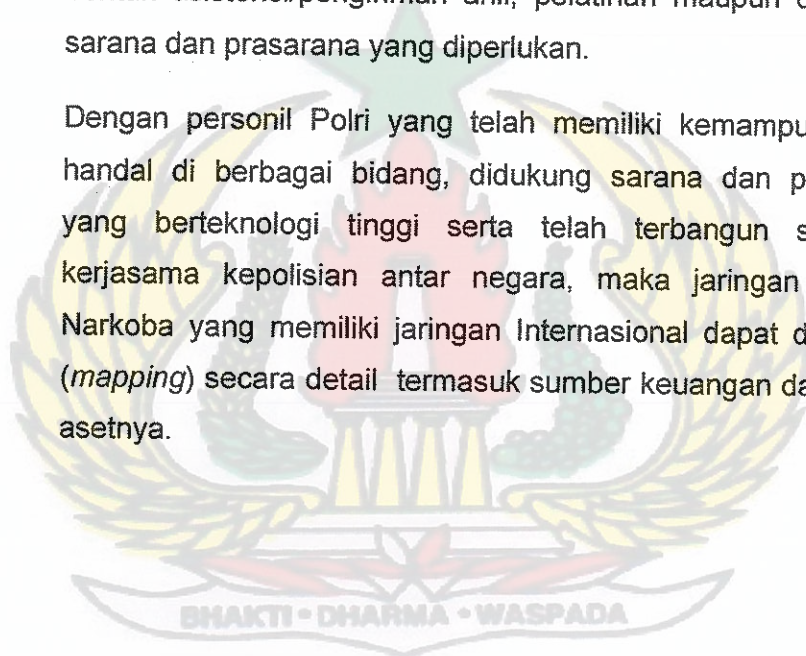 sarana dan prasarana yang diperlukan.
Dengan personil Polri yang telah memiliki
handal di berbagai bidang, didukung sarana dan
yang berteknologi tinggi serta telah terbangun
kerjasama kepolisian antar negara, maka jaringan
Narkoba yang memiliki jaringan Internasional dapat
(mapping) secara detail termasuk sumber keuangan
asetnya.
BHAKTI • DHARMA • WASPADA